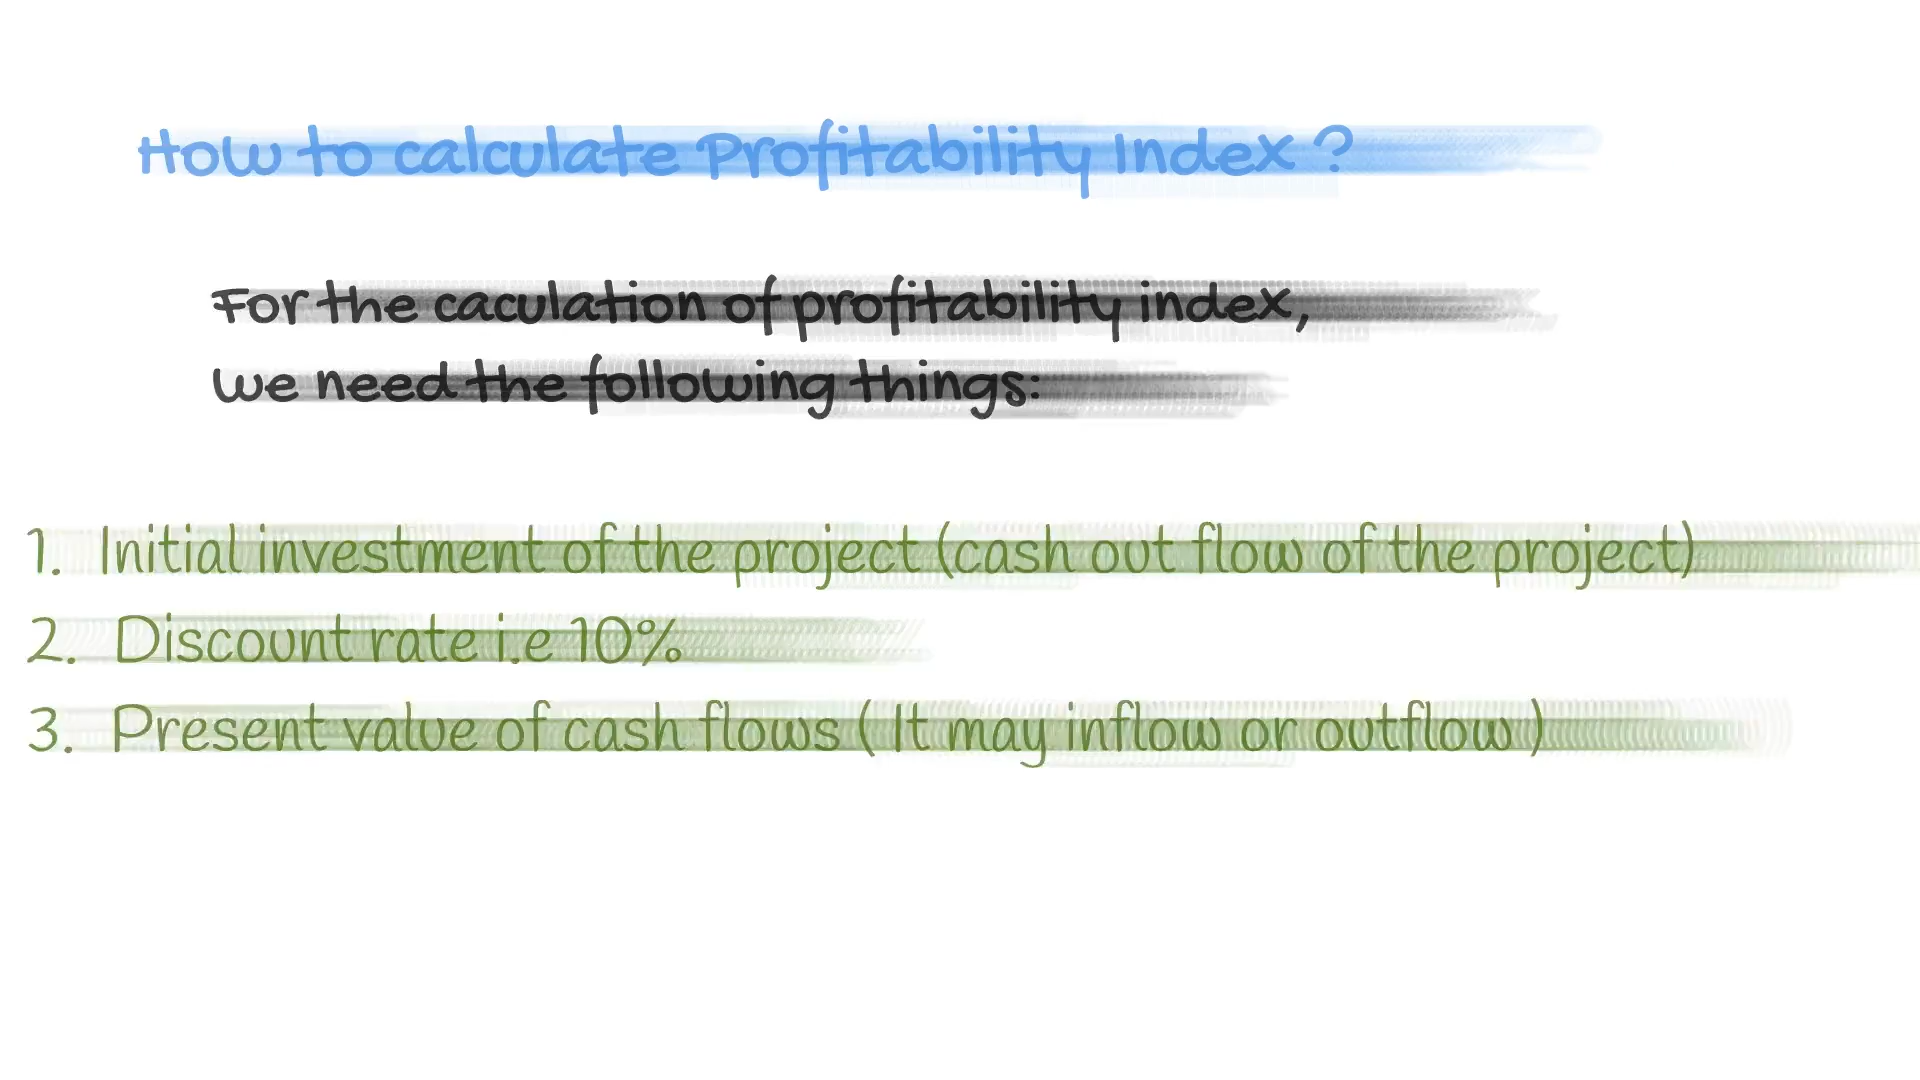 How to calculate Profitability Index ?
For the caculation of profitability index,
we need the following things:
1. Initial investment of the project (cash out flow of the project)
2. Discount rate i.e 10%
3. Present value of cash flows ( It may inflow or outflow )